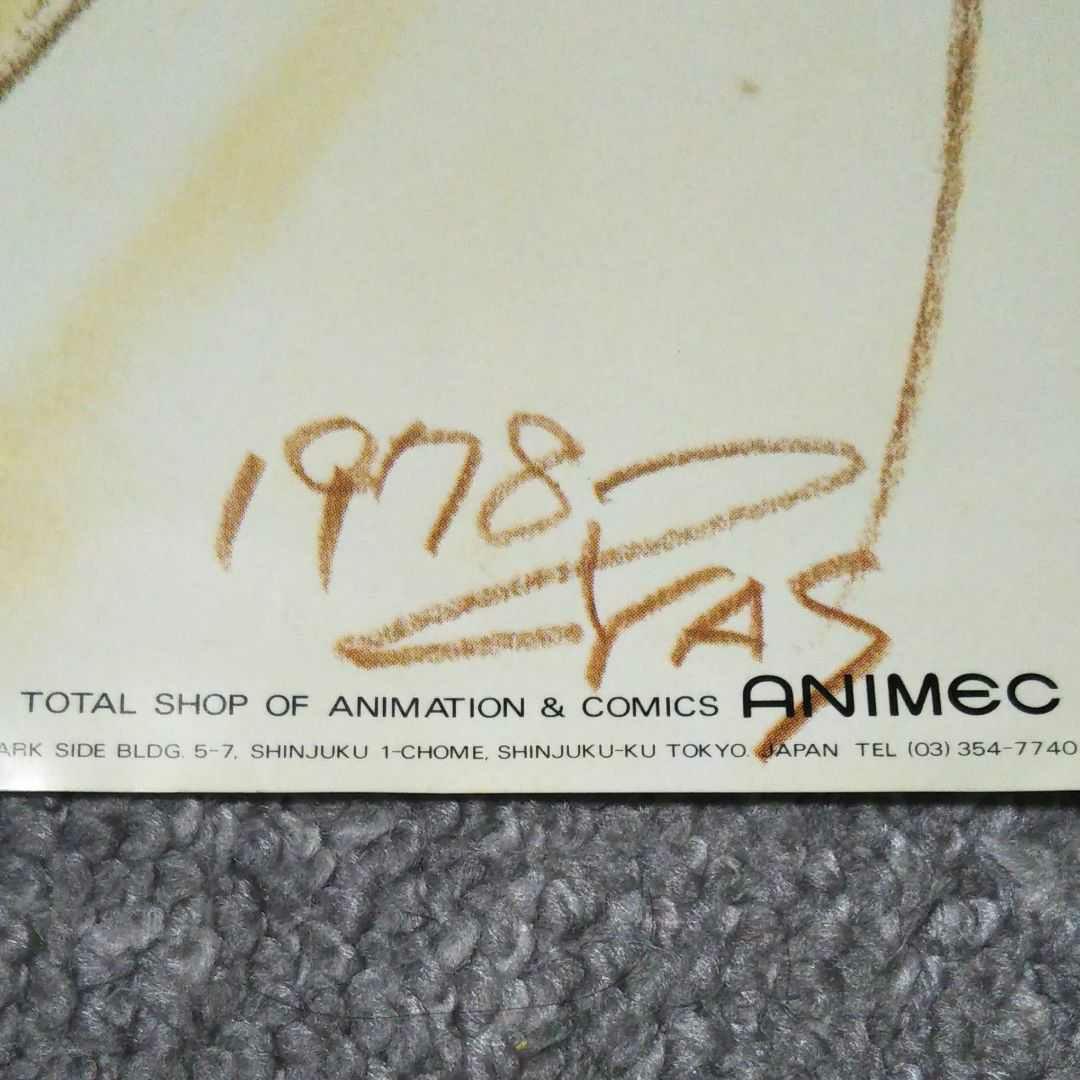 1978
YAS
TOTAL SHOP OF ANIMATION & COMICS ANIMEC
ARK SIDE BLDG. 5-7, SHINJUKU 1-CHOME, SHINJUKU-KU TOKYO. JAPAN TEL (03) 354-7740